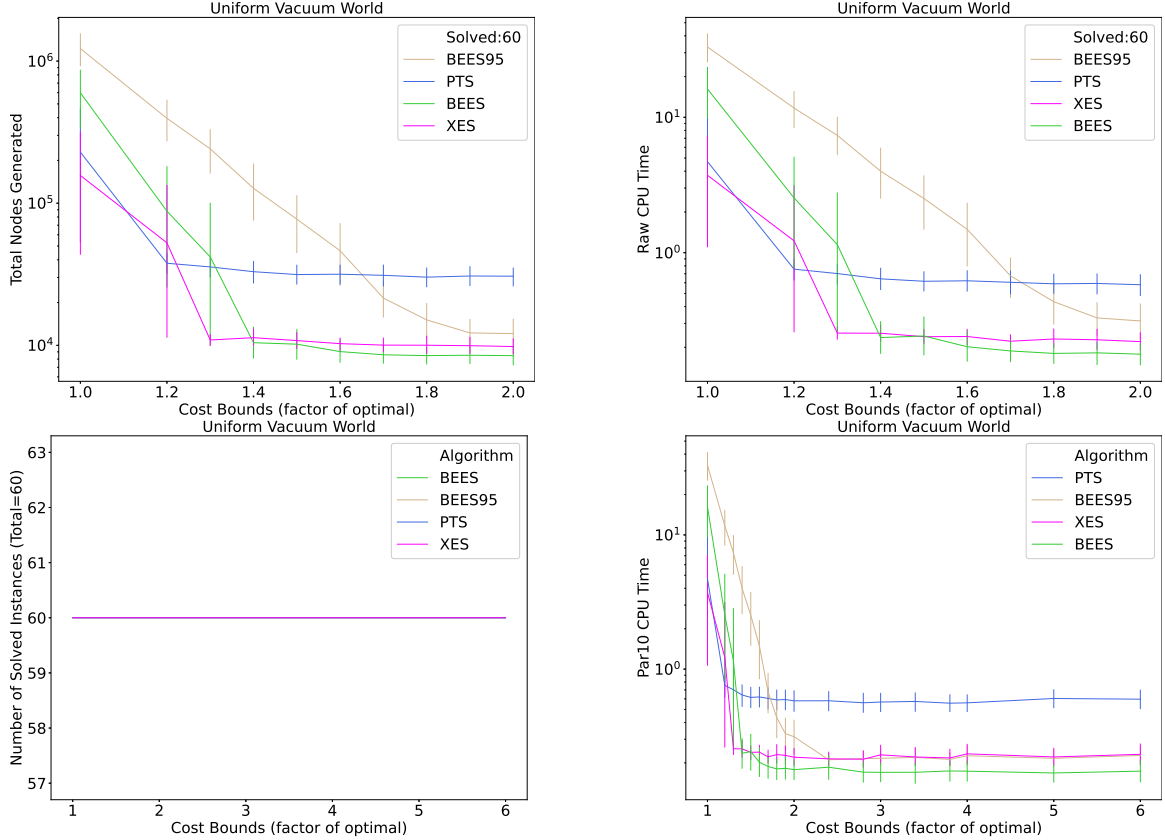 Uniform Vacuum World
Total Nodes Generated
10^6
10^5
10^4
Solved:60
BEES95
PTS
BEES
XES
1.0 1.2 1.4 1.6 1.8 2.0
Cost Bounds (factor of optimal)
Uniform Vacuum World
Raw CPU Time
10^1
10^0
Solved:60
BEES95
PTS
XES
BEES
1.0 1.2 1.4 1.6 1.8 2.0
Cost Bounds (factor of optimal)
Uniform Vacuum World
Number of Solved Instances (Total=60)
63
62
61
60
59
58
57
Algorithm
BEES
BEES95
PTS
XES
1 2 3 4 5 6
Cost Bounds (factor of optimal)
Uniform Vacuum World
Par10 CPU Time
10^1
10^0
Algorithm
PTS
BEES95
XES
BEES
1 2 3 4 5 6
Cost Bounds (factor of optimal)